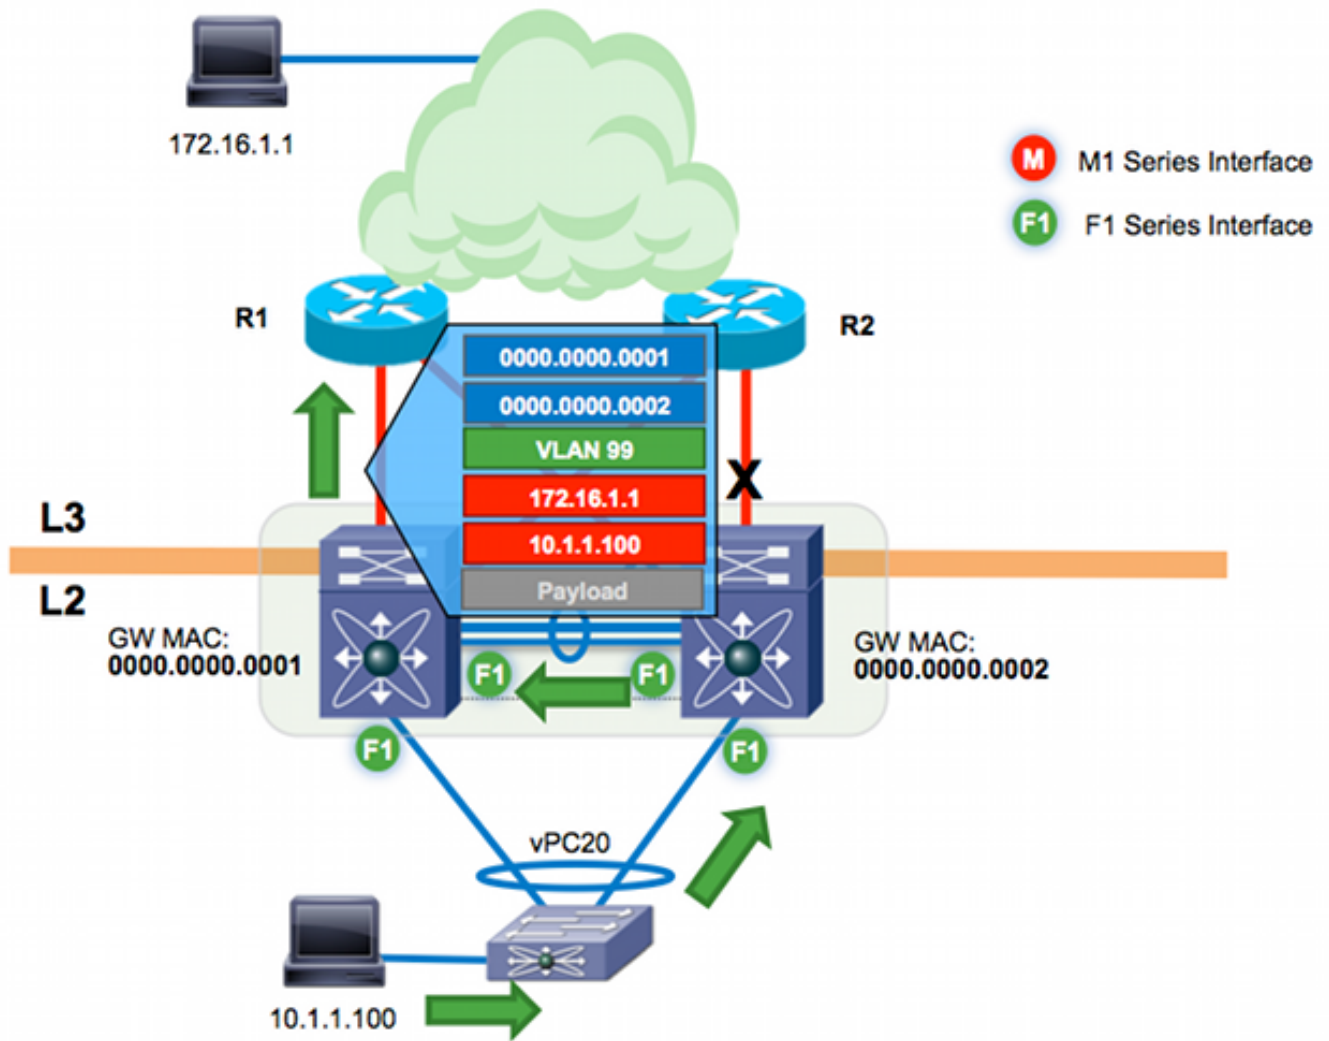 172.16.1.1
M M1 Series Interface
F1 F1 Series Interface
R1
R2
0000.0000.0001
0000.0000.0002
VLAN 99
172.16.1.1
10.1.1.100
Payload
X
L3
L2
GW MAC:
0000.0000.0001
GW MAC:
0000.0000.0002
F1
F1
F1
F1
vPC20
10.1.1.100